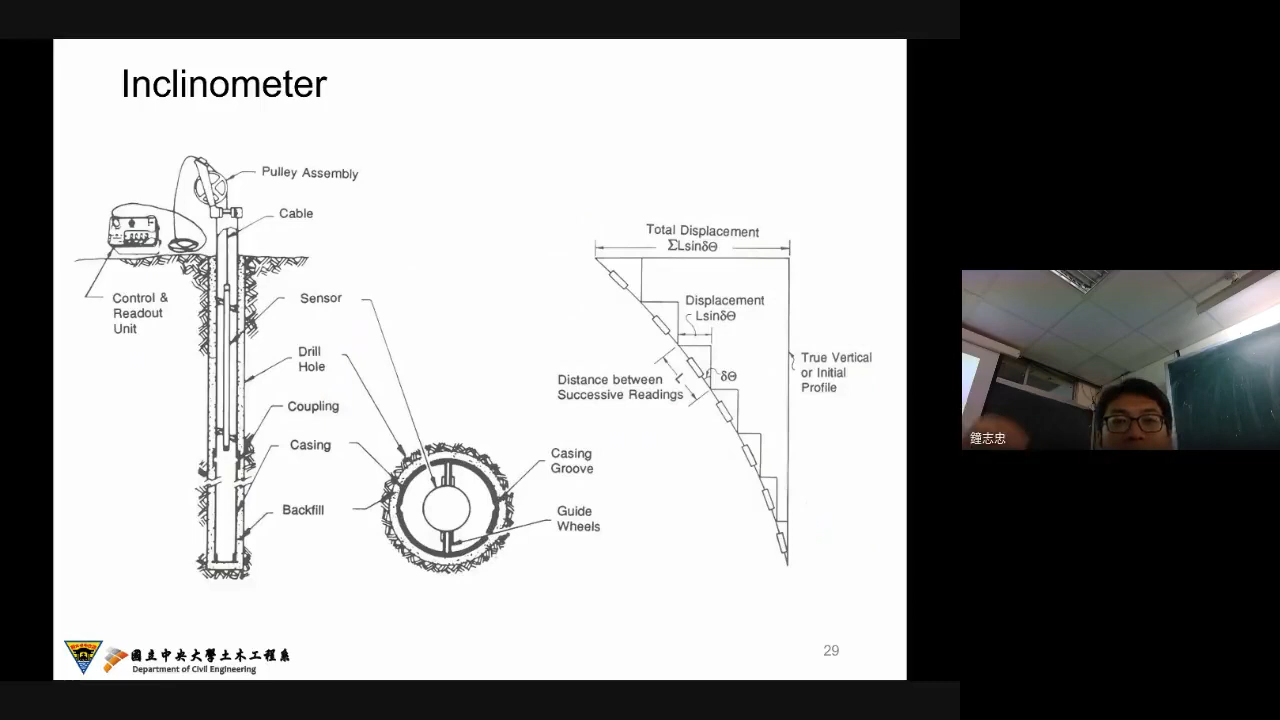 Inclinometer
Pulley Assembly
Cable
Control &
Readout
Unit
Sensor
Drill
Hole
Coupling
Casing
Backfill
Casing
Groove
Guide
Wheels
Total Displacement
ΣLsinδΘ
Displacement
LsinδΘ
δΘ
L
Distance between
Successive Readings
True Vertical
or Initial
Profile
國立中央大學土木工程系
Department of Civil Engineering
29
鐘志忠